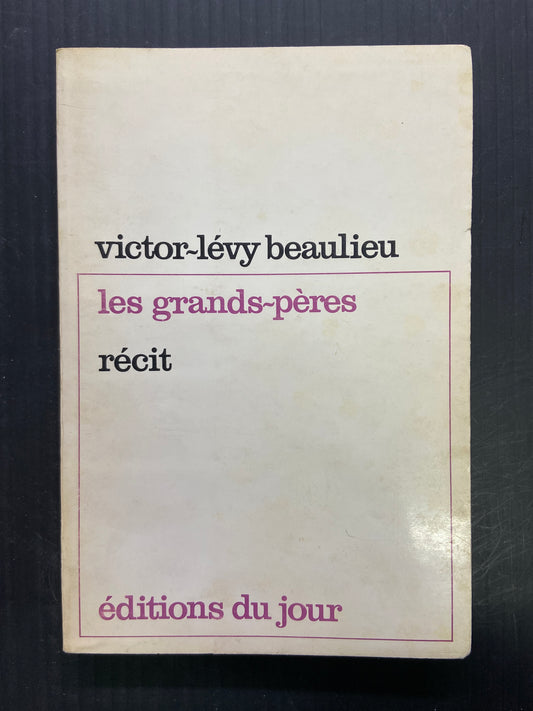 victor~lévy beaulieu
les grands~pères
récit
éditions du jour